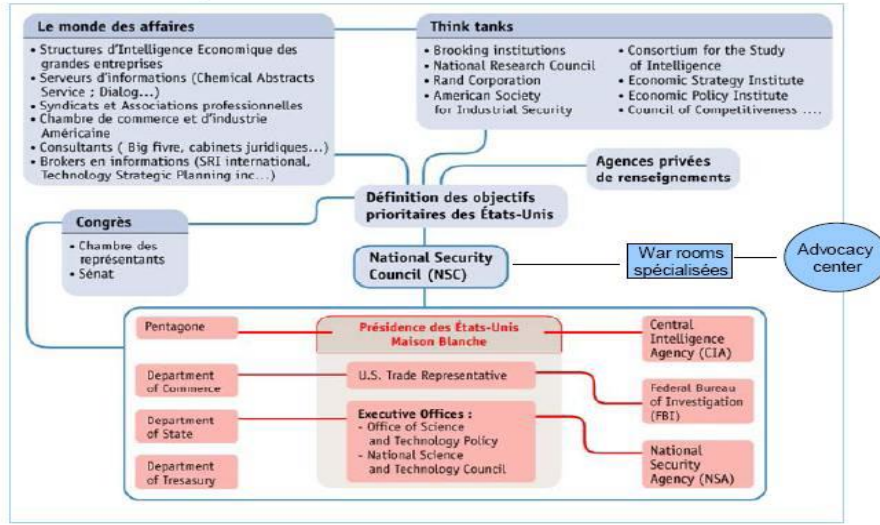 Le monde des affaires
• Structures d'Intelligence Economique des
grandes entreprises
• Serveurs d'informations (Chemical Abstracts
Service ; Dialog...)
• Syndicats et Associations professionnelles
• Chambre de commerce et d'industrie
Américaine
• Consultants ( Big fivre, cabinets juridiques...)
• Brokers en informations (SRI international,
Technology Strategic Planning inc...)
Think tanks
• Brooking institutions
• National Research Council
• Rand Corporation
• American Society
for Industrial Security
• Consortium for the Study
of Intelligence
• Economic Strategy Institute
• Economic Policy Institute
• Council of Competitiveness ....
Agences privées
de renseignements
Définition des objectifs
prioritaires des États-Unis
Congrès
• Chambre des
représentants
• Sénat
National Security
Council (NSC)
War rooms
spécialisées
Advocacy
center
Pentagone
Présidence des États-Unis
Maison Blanche
Central
Intelligence
Agency (CIA)
Department
of Commerce
U.S. Trade Representative
Federal Bureau
of Investigation
(FBI)
Department
of State
Executive Offices :
- Office of Science
and Technology Policy
- National Science
and Technology Council
National
Security
Agency (NSA)
Department
of Tresasury